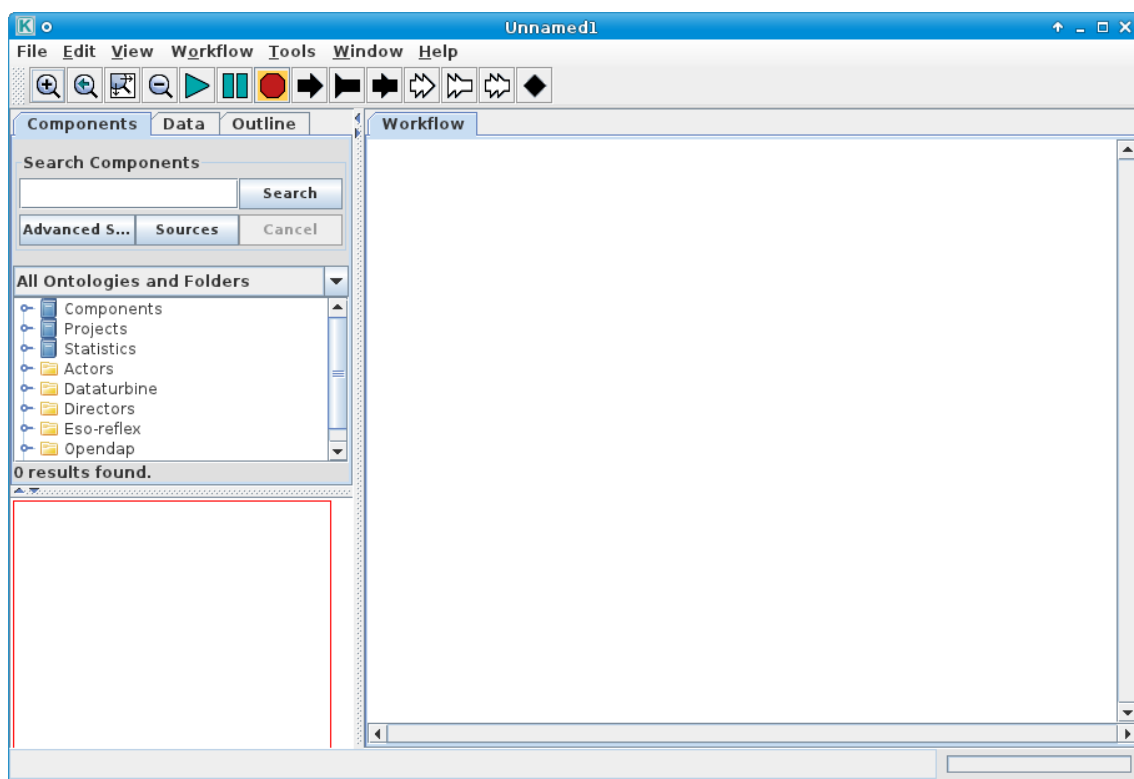 K Unnamed1
File Edit View Workflow Tools Window Help
Components Data Outline
Workflow
Search Components
Search
Advanced S... Sources Cancel
All Ontologies and Folders
Components
Projects
Statistics
Actors
Dataturbine
Directors
Eso-reflex
Opendap
0 results found.